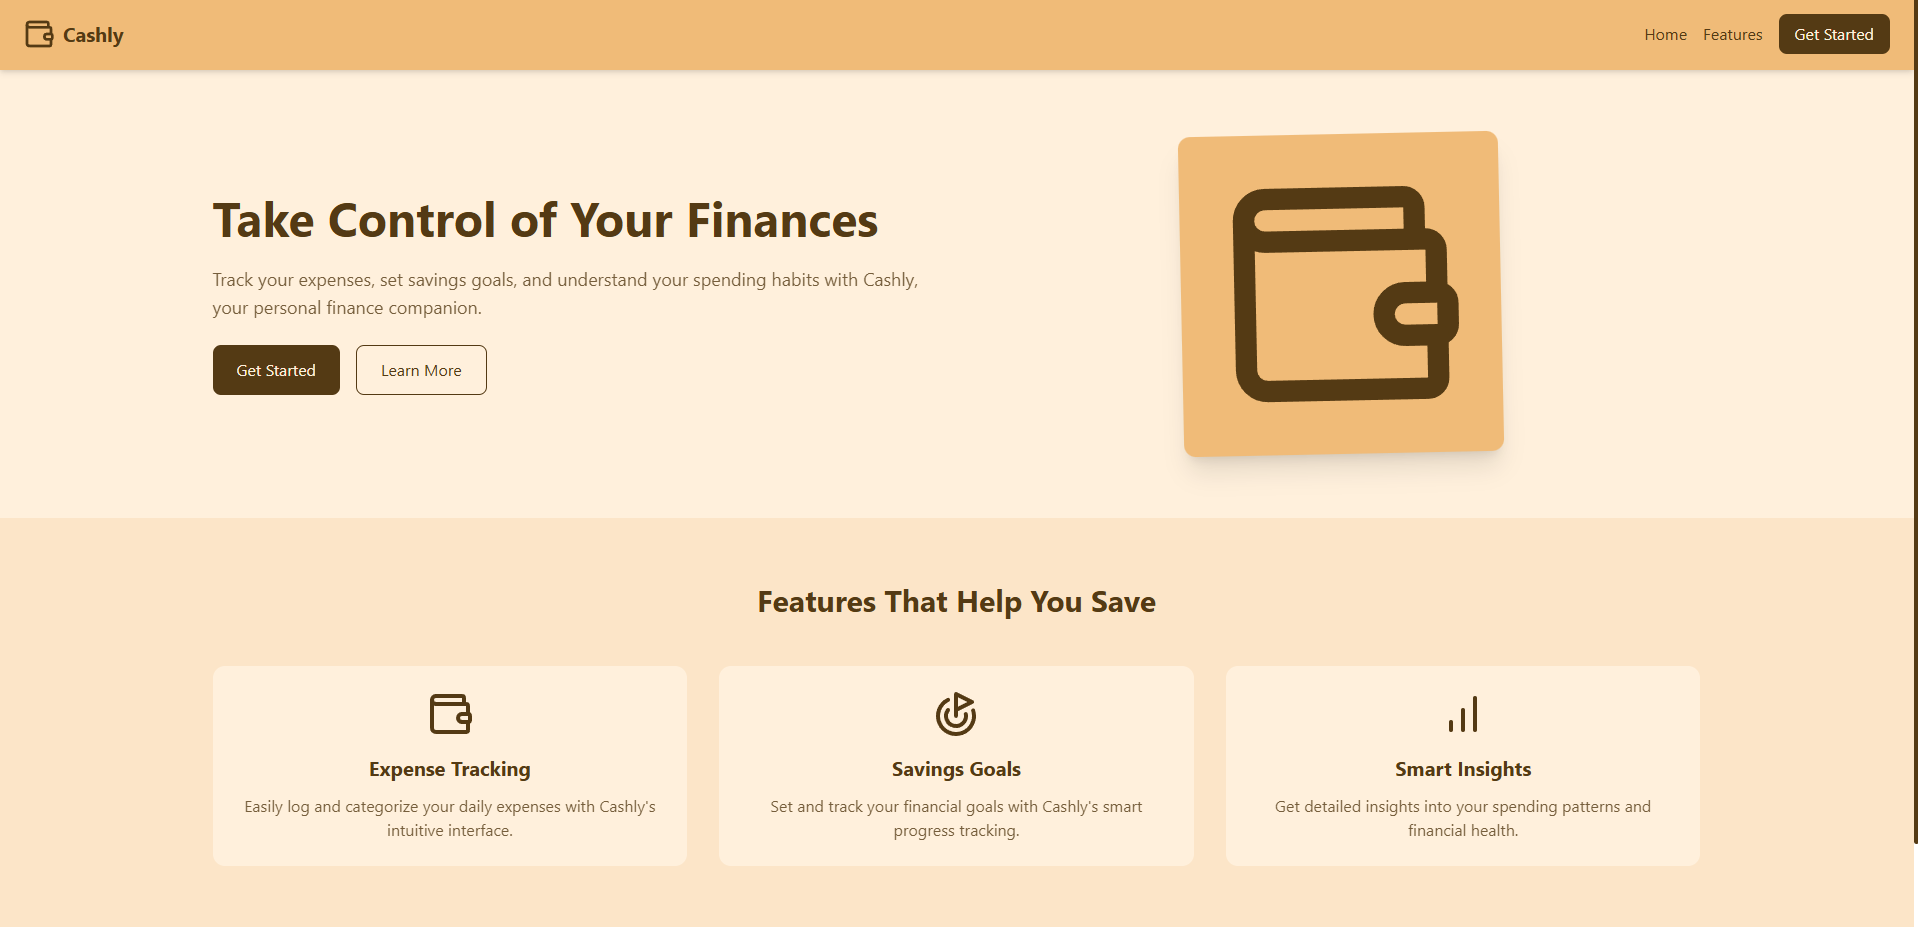 Cashly
Home
Features
Get Started
Take Control of Your Finances
Track your expenses, set savings goals, and understand your spending habits with Cashly,
your personal finance companion.
Get Started
Learn More
Features That Help You Save
Expense Tracking
Easily log and categorize your daily expenses with Cashly's
intuitive interface.
Savings Goals
Set and track your financial goals with Cashly's smart
progress tracking.
Smart Insights
Get detailed insights into your spending patterns and
financial health.